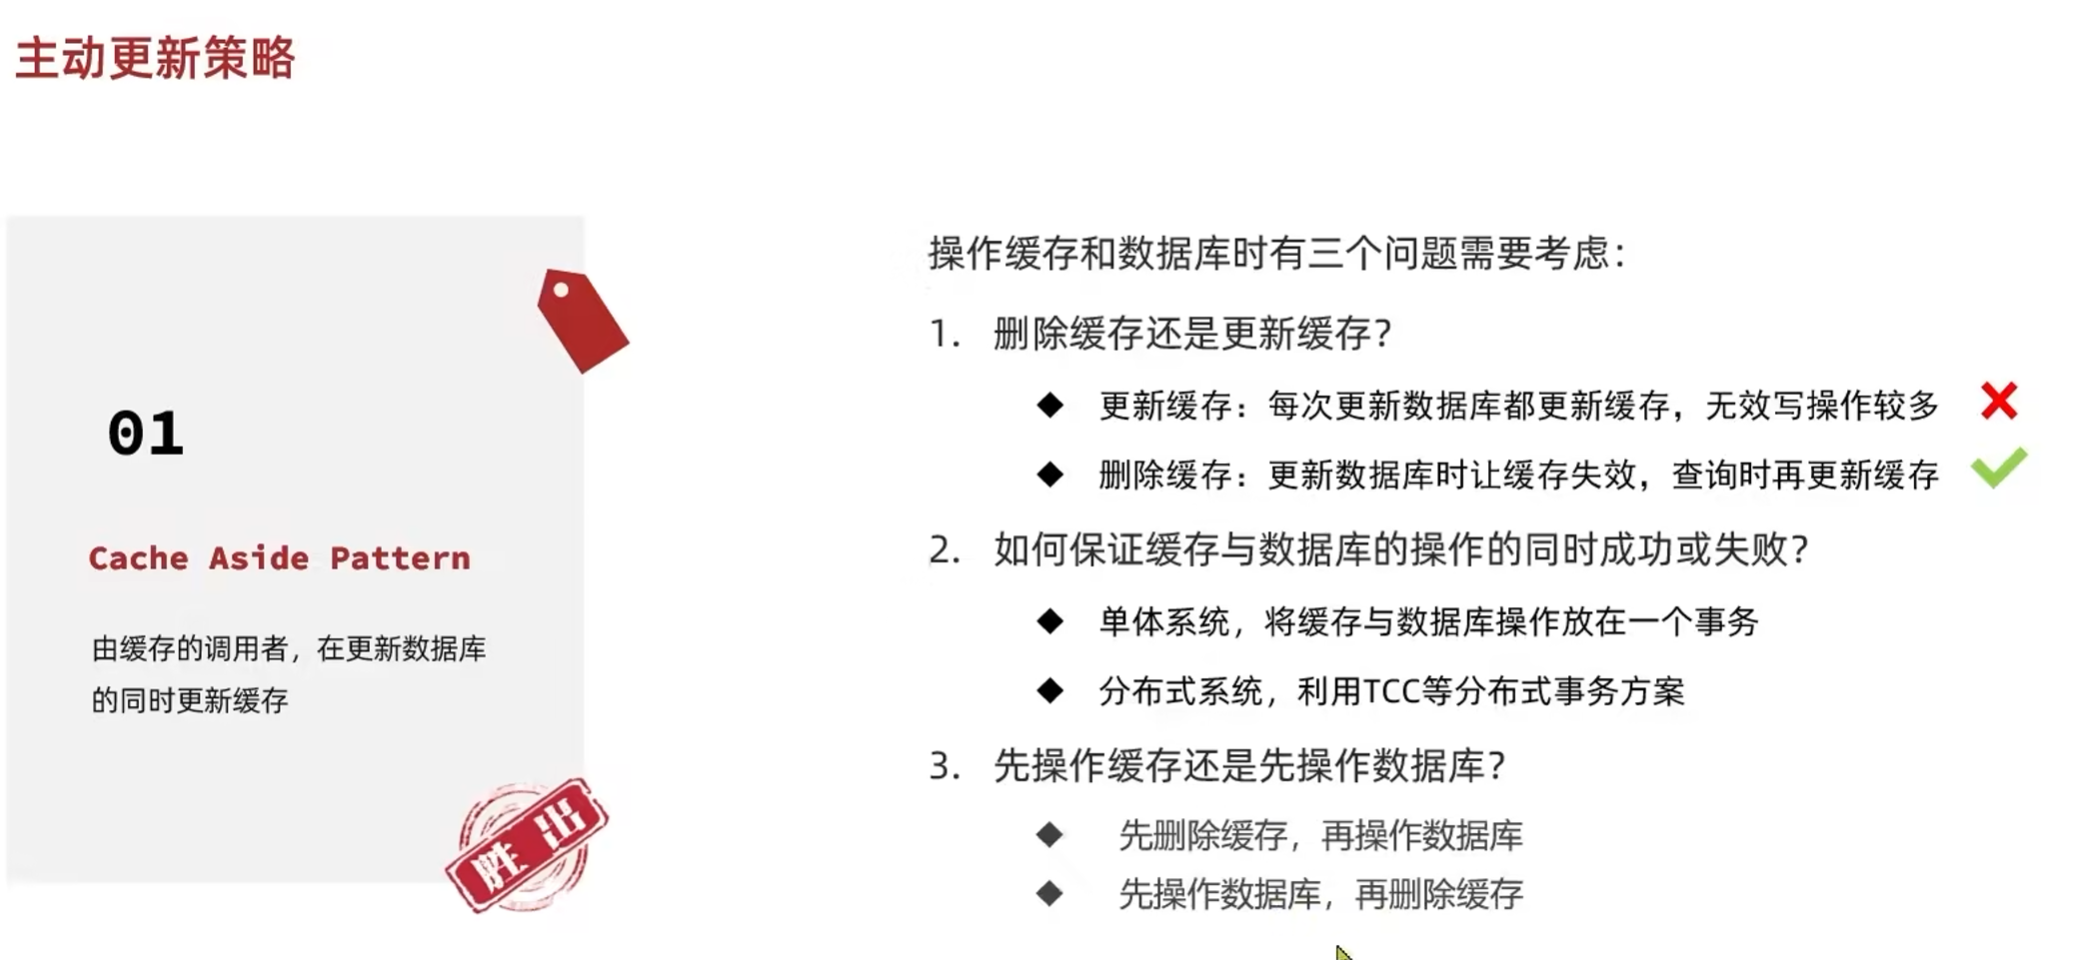 主动更新策略
01
Cache Aside Pattern
由缓存的调用者，在更新数据库
的同时更新缓存
胜出
操作缓存和数据库时有三个问题需要考虑：
1. 删除缓存还是更新缓存？
◆ 更新缓存：每次更新数据库都更新缓存，无效写操作较多
◆ 删除缓存：更新数据库时让缓存失效，查询时再更新缓存
2. 如何保证缓存与数据库的操作的同时成功或失败？
◆ 单体系统，将缓存与数据库操作放在一个事务
◆ 分布式系统，利用TCC等分布式事务方案
3. 先操作缓存还是先操作数据库？
◆ 先删除缓存，再操作数据库
◆ 先操作数据库，再删除缓存